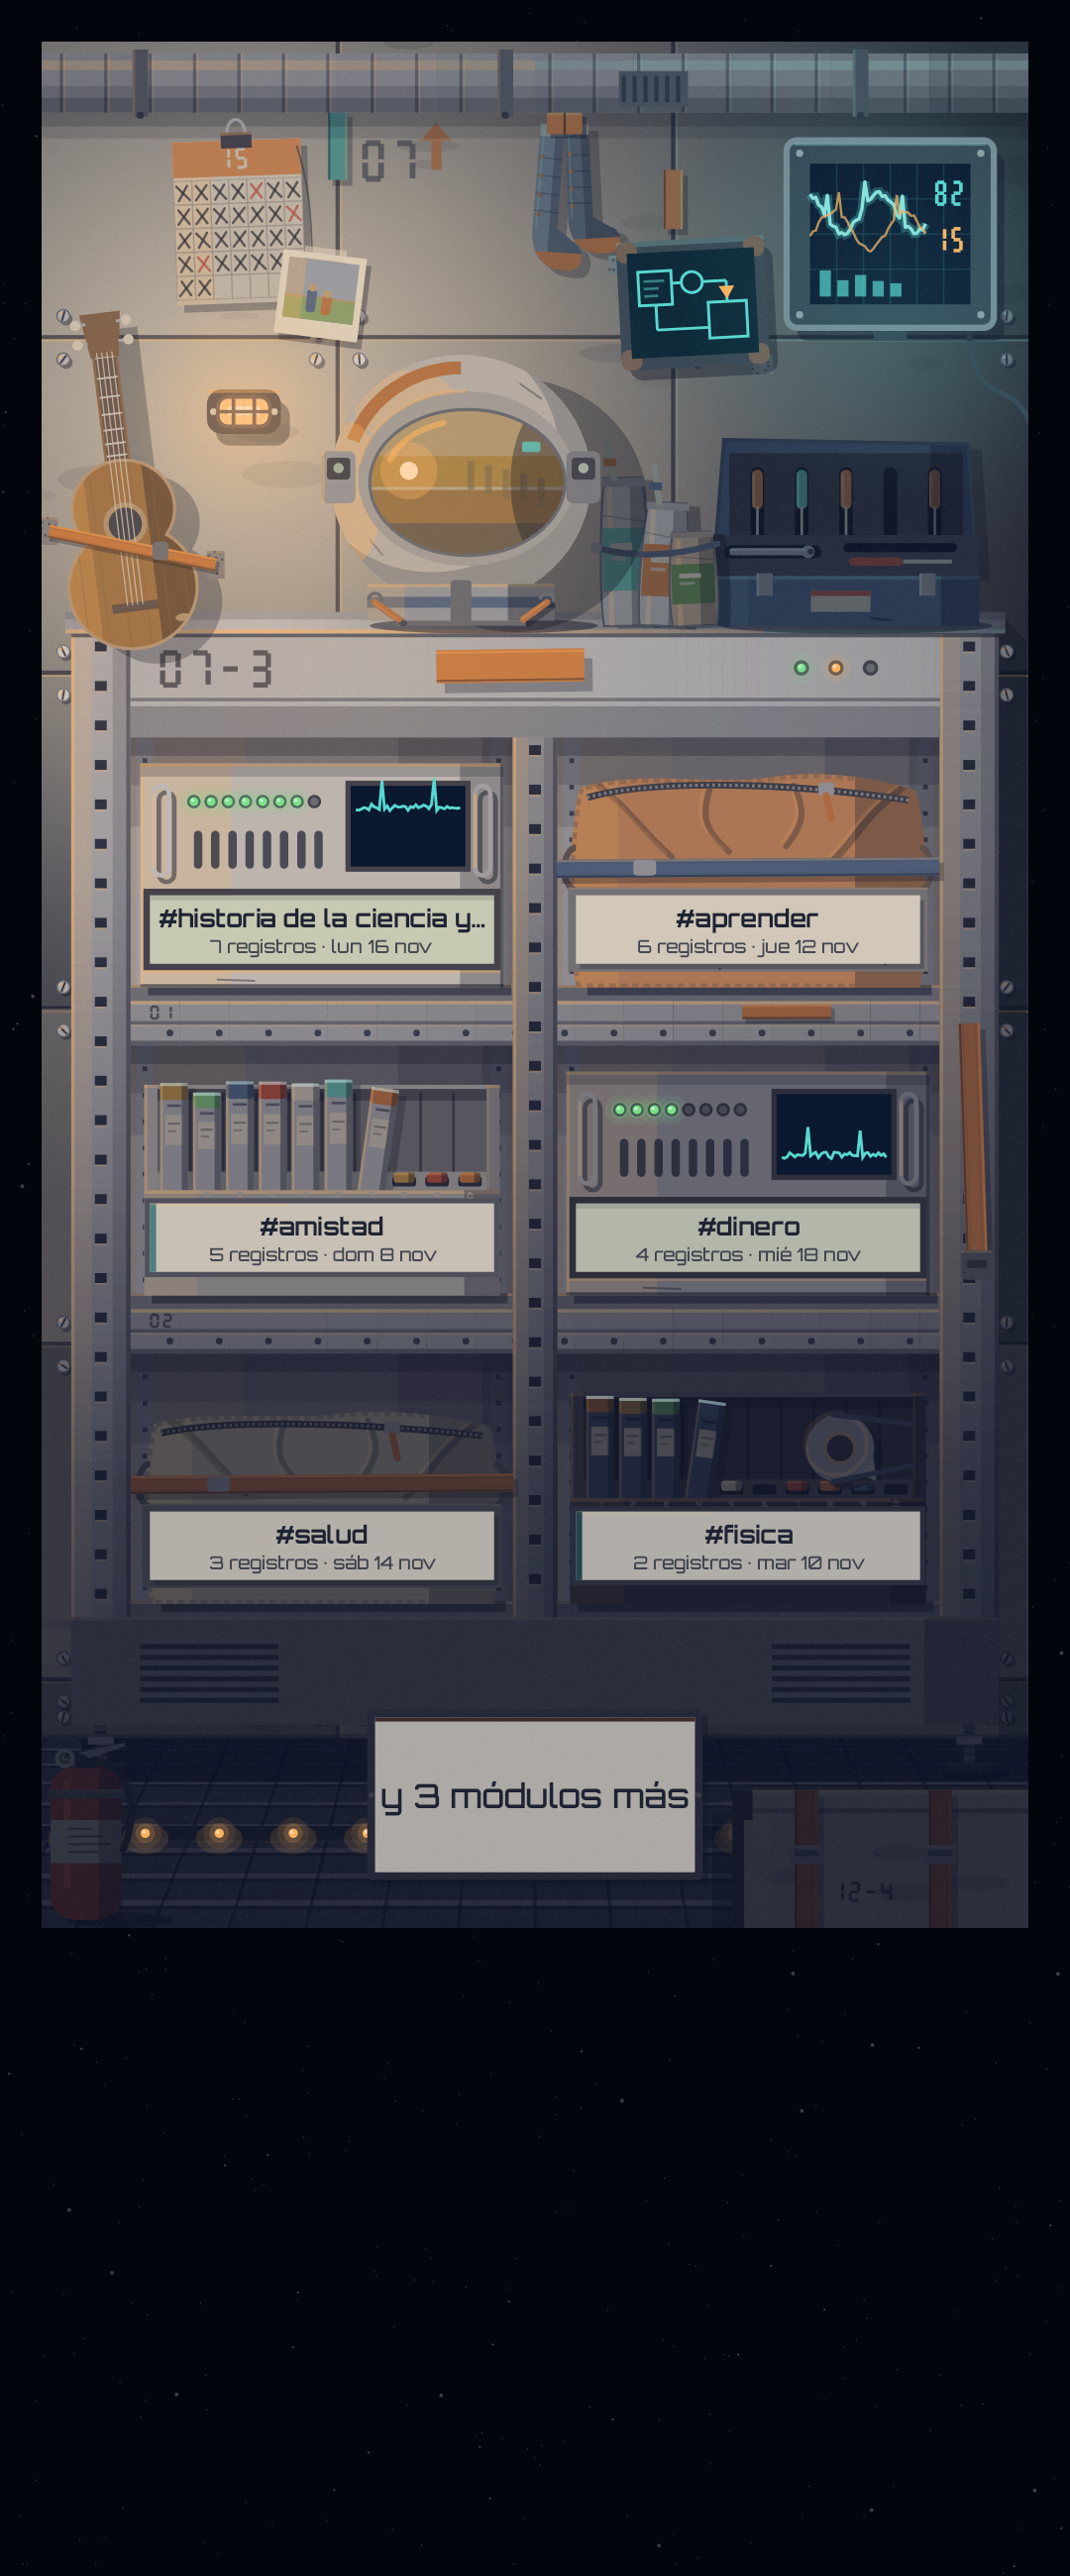 15
07
82
15
07-3
#historia de la ciencia y...
7 registros · lun 16 nov
#aprender
6 registros · jue 12 nov
01
#amistad
5 registros · dom 8 nov
#dinero
4 registros · mié 18 nov
02
#salud
3 registros · sáb 14 nov
#fisica
2 registros · mar 10 nov
y 3 módulos más
12-4